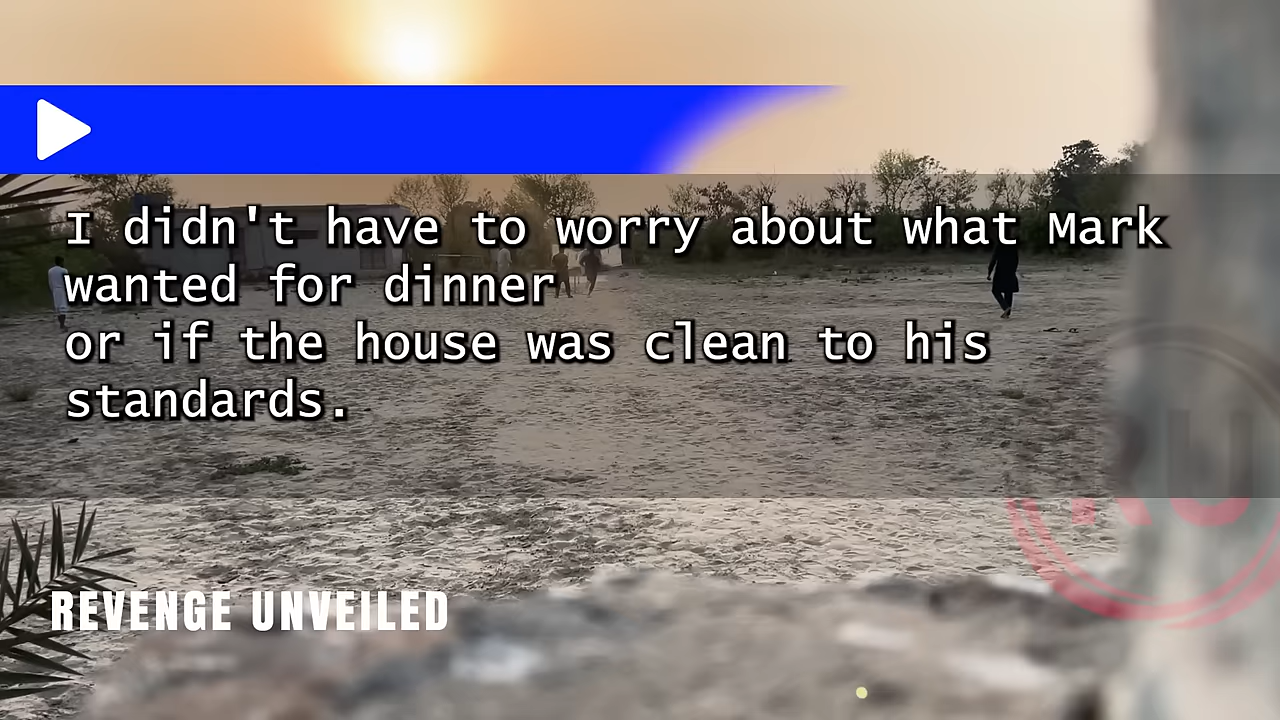 I didn't have to worry about what Mark
wanted for dinner
or if the house was clean to his
standards.
RU
REVENGE UNVEILED